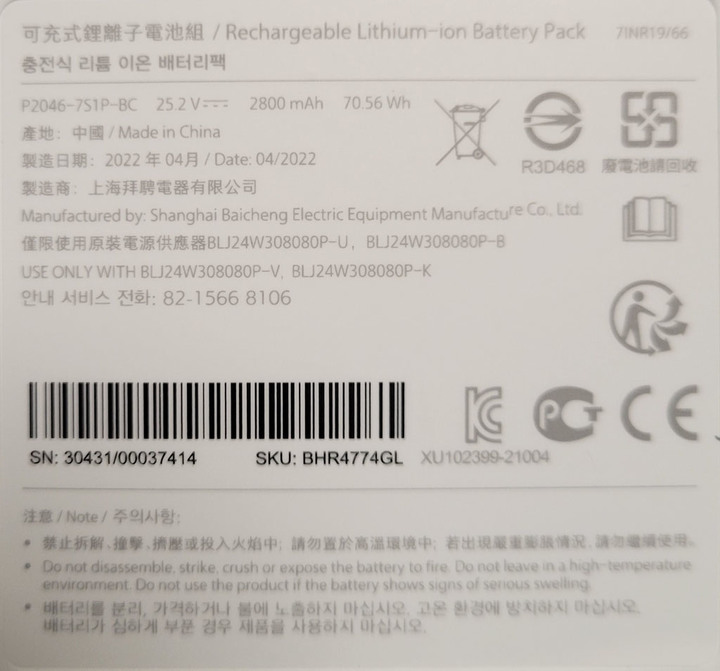 可充式鋰離子電池組 / Rechargeable Lithium-ion Battery Pack 7INR19/66
충전식 리튬 이온 배터리팩
P2046-7S1P-BC 25.2 V⎓ 2800 mAh 70.56 Wh
產地: 中國 / Made in China
製造日期: 2022 年 04月 / Date: 04/2022
R3D468 廢電池請回收
製造商: 上海拜騁電器有限公司
Manufactured by: Shanghai Baicheng Electric Equipment Manufacture Co., Ltd.
僅限使用原裝電源供應器BLJ24W308080P-U, BLJ24W308080P-B
USE ONLY WITH BLJ24W308080P-V, BLJ24W308080P-K
안내 서비스 전화: 82-1566 8106
PCT CE
SN: 30431/00037414 SKU: BHR4774GL XU102399-21004
注意 / Note / 주의사항:
• 禁止拆解、撞擊、擠壓或投入火焰中; 請勿置於高溫環境中; 若出現嚴重膨脹情況, 請勿繼續使用。
• Do not disassemble, strike, crush or expose the battery to fire. Do not leave in a high-temperature
environment. Do not use the product if the battery shows signs of serious swelling.
• 배터리를 분리, 가격하거나 불에 노출하지 마십시오. 고온 환경에 방치하지 마십시오.
배터리가 심하게 부푼 경우 제품을 사용하지 마십시오.